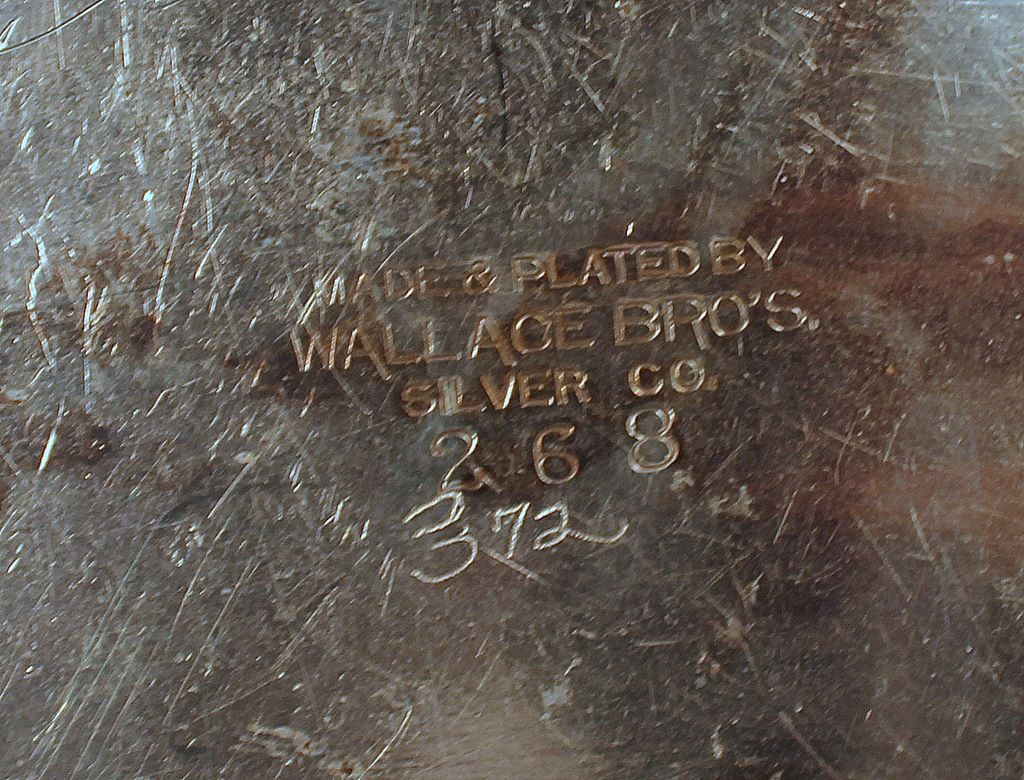 MADE & PLATED BY
WALLACE BRO'S.
SILVER CO.
268
372